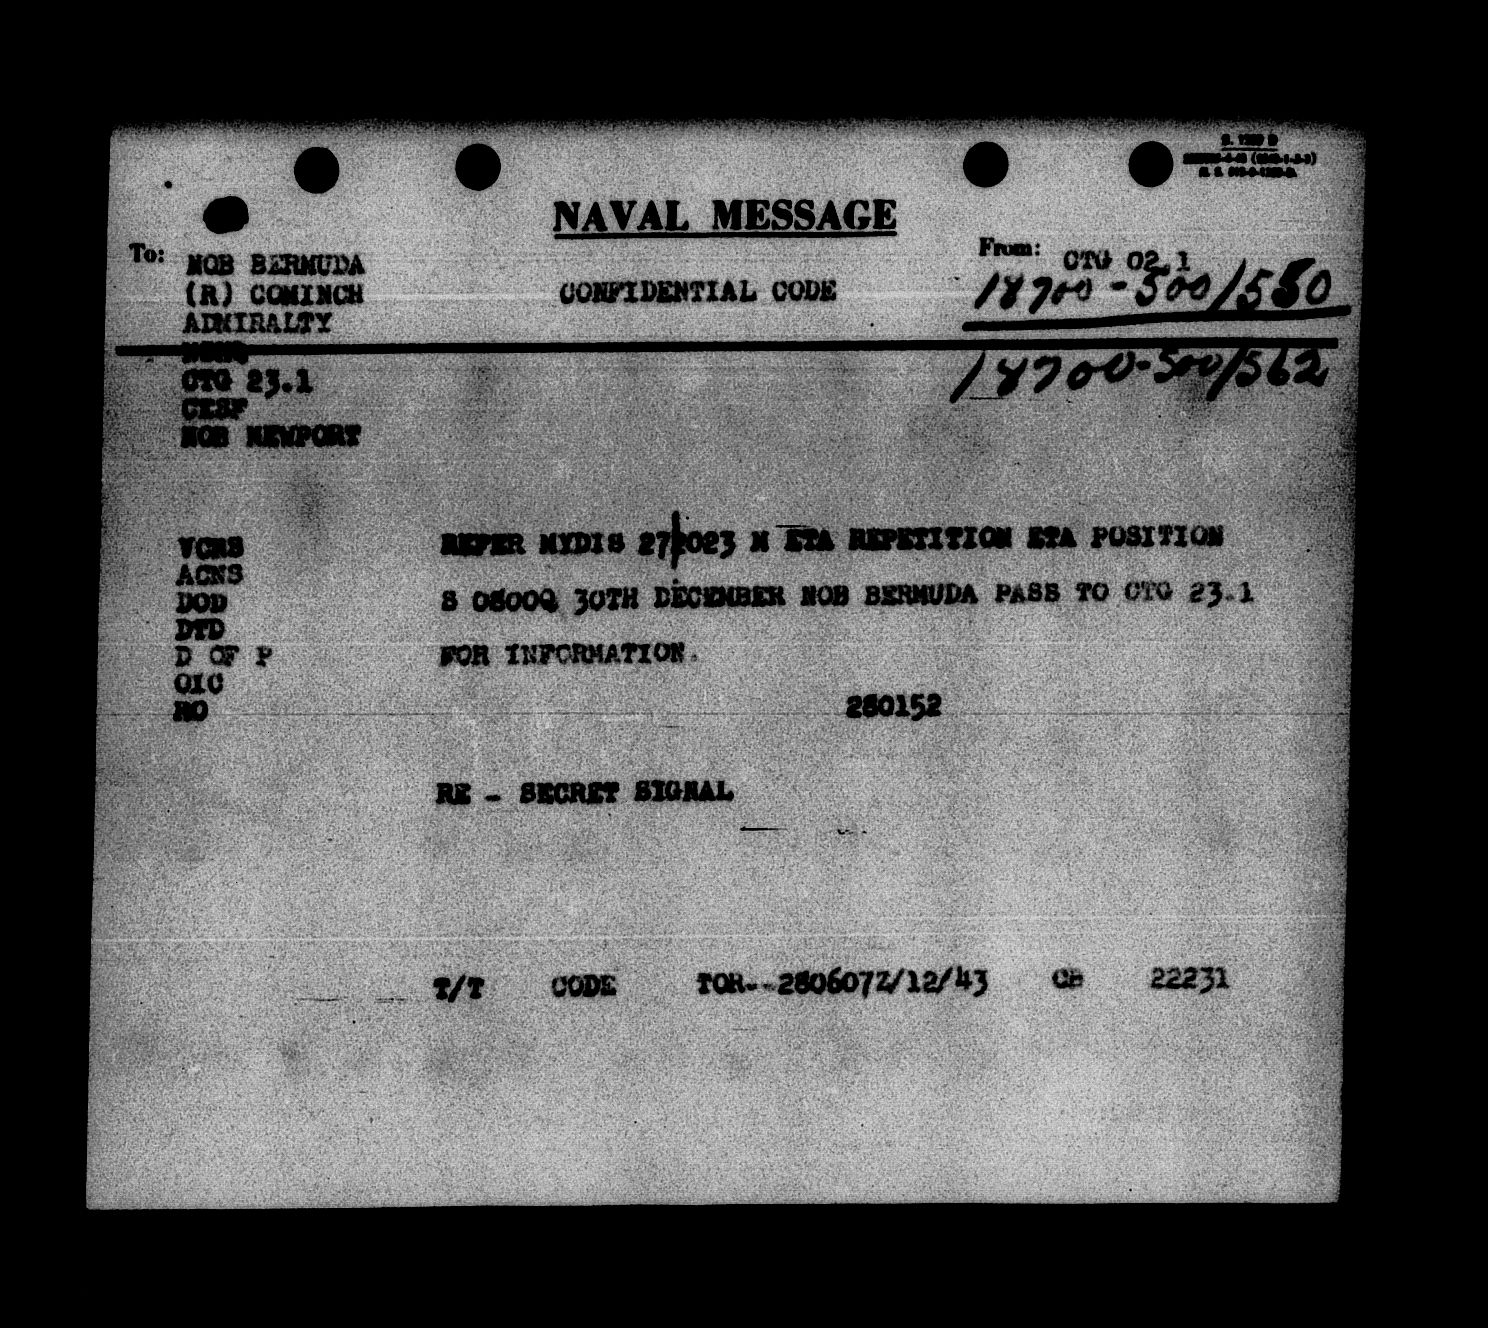 NAVAL MESSAGE
To: NOB BERMUDA
From: CTG 02.1
(R) COMINCH
CONFIDENTIAL CODE
18700-500/550
ADMIRALTY
18700-500/562
CTG 23.1
CESF
NOB NEWPORT
VCNS
REFER MYDIS 272023 N ETA REPETITION ETA POSITION
ACNS
DOD
S 0800Q 30TH DECEMBER NOB BERMUDA PASS TO CTG 23.1
DTD
D OF P
FOR INFORMATION.
OIC
RO
280152
RE - SECRET SIGNAL
T/T CODE TOR--280607Z/12/43 CB 22231